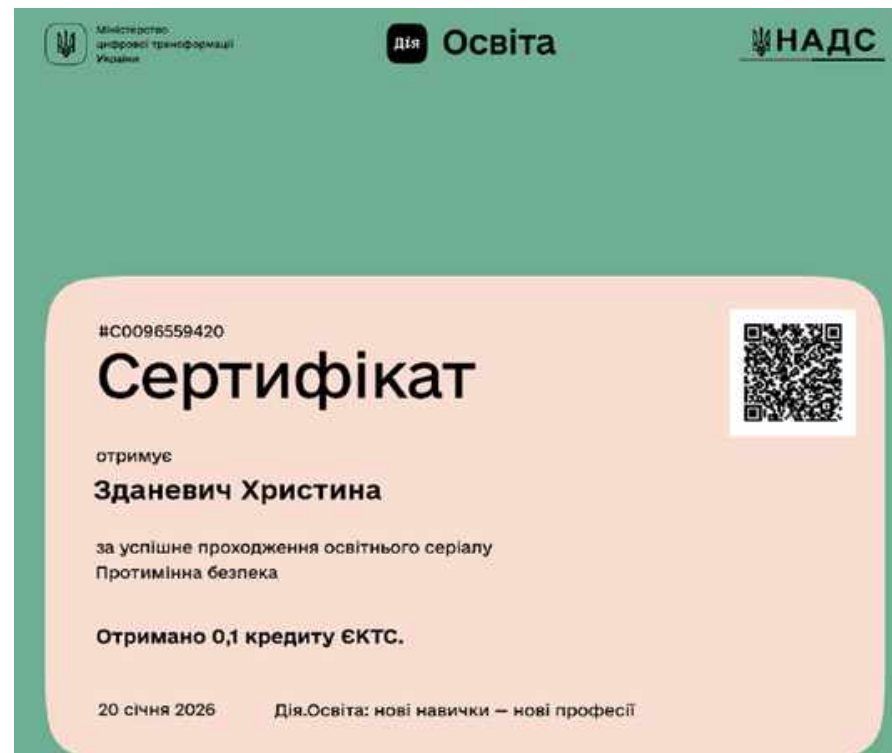 Міністерство
цифрової трансформації
України
Дія Освіта
НАДС
#C0096559420
Сертифікат
отримує
Зданевич Христина
за успішне проходження освітнього серіалу
Протимінна безпека
Отримано 0,1 кредиту ЄКТС.
20 січня 2026 Дія.Освіта: нові навички — нові професії